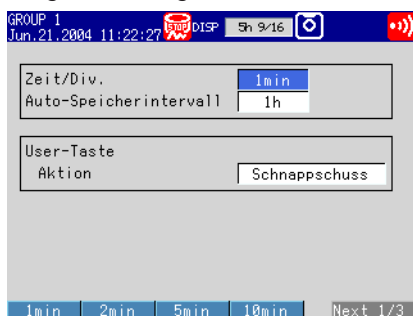 GROUP 1
Jun.21.2004 11:22:27 STOP DISP 5h 9/16
Zeit/Div. 1min
Auto-Speicherintervall 1h
User-Taste
Aktion Schnappschuss
1min 2min 5min 10min Next 1/3